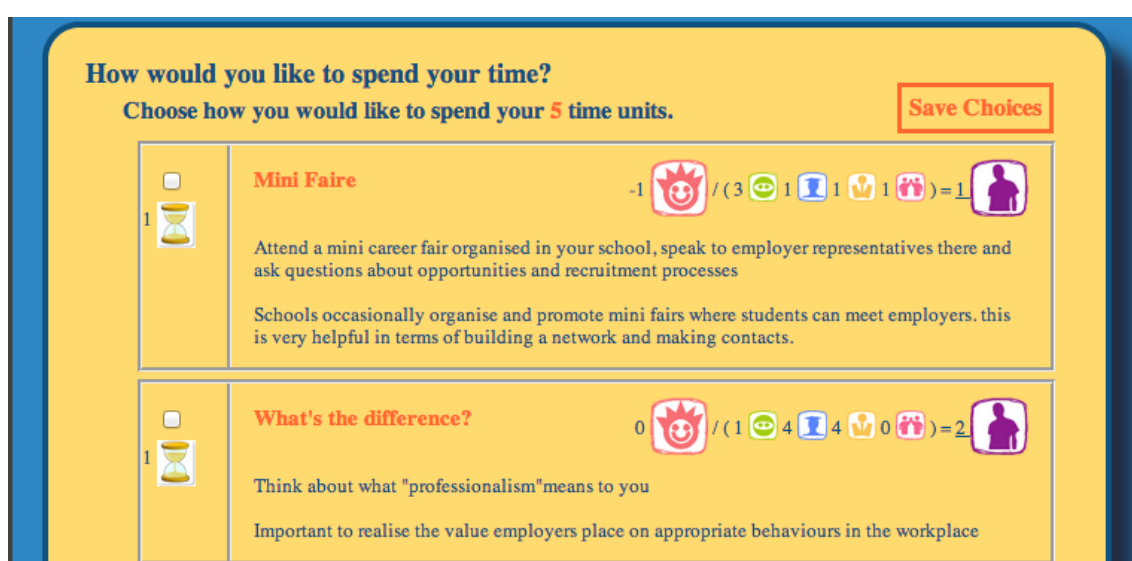 How would you like to spend your time?
Choose how you would like to spend your 5 time units.
Save Choices
1
Mini Faire
-1 / ( 3 1 1 1 ) = 1
Attend a mini career fair organised in your school, speak to employer representatives there and
ask questions about opportunities and recruitment processes
Schools occasionally organise and promote mini fairs where students can meet employers. this
is very helpful in terms of building a network and making contacts.
1
What's the difference?
0 / ( 1 4 4 0 ) = 2
Think about what "professionalism"means to you
Important to realise the value employers place on appropriate behaviours in the workplace